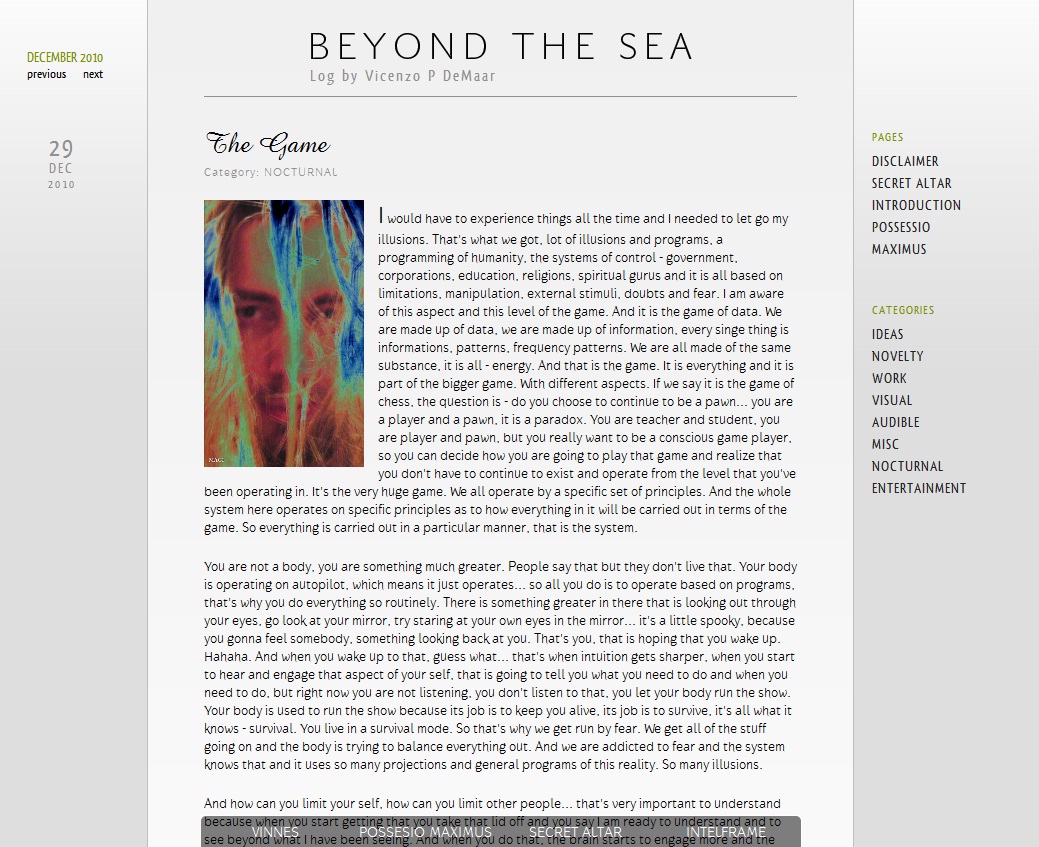 BEYOND THE SEA
Log by Vicenzo P DeMaar
DECEMBER 2010
previous next
29
DEC
2010
The Game
Category: NOCTURNAL
I would have to experience things all the time and I needed to let go my
illusions. That's what we got, lot of illusions and programs, a
programming of humanity, the systems of control - government,
corporations, education, religions, spiritual gurus and it is all based on
limitations, manipulation, external stimuli, doubts and fear. I am aware
of this aspect and this level of the game. And it is the game of data. We
are made up of data, we are made up of information, every singe thing is
informations, patterns, frequency patterns. We are all made of the same
substance, it is all - energy. And that is the game. It is everything and it is
part of the bigger game. With different aspects. If we say it is the game of
chess, the question is - do you choose to continue to be a pawn... you are
a player and a pawn, it is a paradox. You are teacher and student, you
are player and pawn, but you really want to be a conscious game player,
so you can decide how you are going to play that game and realize that
you don't have to continue to exist and operate from the level that you've
been operating in. It's the very huge game. We all operate by a specific set of principles. And the whole
system here operates on specific principles as to how everything in it will be carried out in terms of the
game. So everything is carried out in a particular manner, that is the system.
You are not a body, you are something much greater. People say that but they don't live that. Your body
is operating on autopilot, which means it just operates... so all you do is to operate based on programs,
that's why you do everything so routinely. There is something greater in there that is looking out through
your eyes, go look at your mirror, try staring at your own eyes in the mirror... it's a little spooky, because
you gonna feel somebody, something looking back at you. That's you, that is hoping that you wake up.
Hahaha. And when you wake up to that, guess what... that's when intuition gets sharper, when you start
to hear and engage that aspect of your self, that is going to tell you what you need to do and when you
need to do, but right now you are not listening, you don't listen to that, you let your body run the show.
Your body is used to run the show because its job is to keep you alive, its job is to survive, it's all what it
knows - survival. You live in a survival mode. So that's why we get run by fear. We get all of the stuff
going on and the body is trying to balance everything out. And we are addicted to fear and the system
knows that and it uses so many projections and general programs of this reality. So many illusions.
And how can you limit your self, how can you limit other people... that's very important to understand
because when you start getting that you take that lid off and you say I am ready to understand and to
see beyond what I have been seeing. And when you do that, the brain starts to engage more and the
VINNES POSSESIO MAXIMUS SECRET ALTAR INTELFRAME
PAGES
DISCLAIMER
SECRET ALTAR
INTRODUCTION
POSSESSIO
MAXIMUS
CATEGORIES
IDEAS
NOVELTY
WORK
VISUAL
AUDIBLE
MISC
NOCTURNAL
ENTERTAINMENT